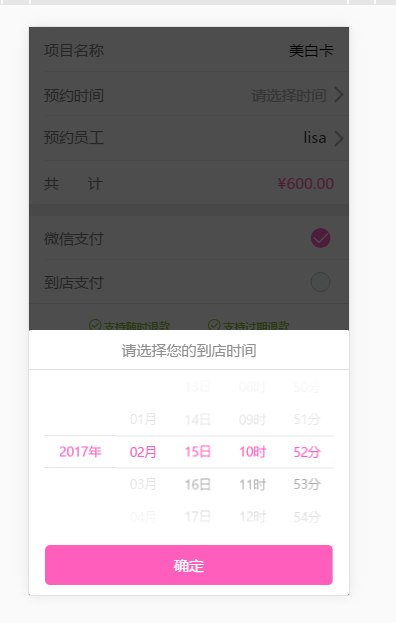 项目名称 美白卡
预约时间 请选择时间
预约员工 lisa
共 计 ¥600.00
微信支付
到店支付
支持随时退款 支持过期退款
请选择您的到店时间
13日 08时 50分
01月 14日 09时 51分
2017年 02月 15日 10时 52分
03月 16日 11时 53分
04月 17日 12时 54分
确定